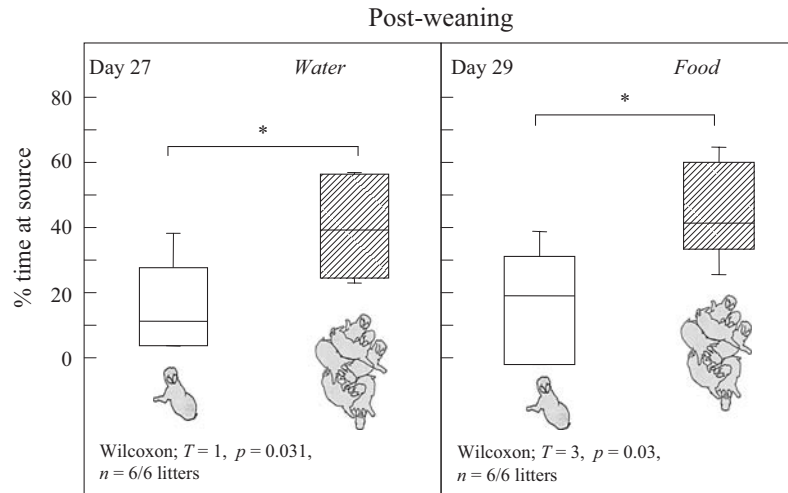 Post-weaning
Day 27
Water
Day 29
Food
% time at source
80
60
40
20
0
*
*
Wilcoxon; T = 1, p = 0.031,
n = 6/6 litters
Wilcoxon; T = 3, p = 0.03,
n = 6/6 litters